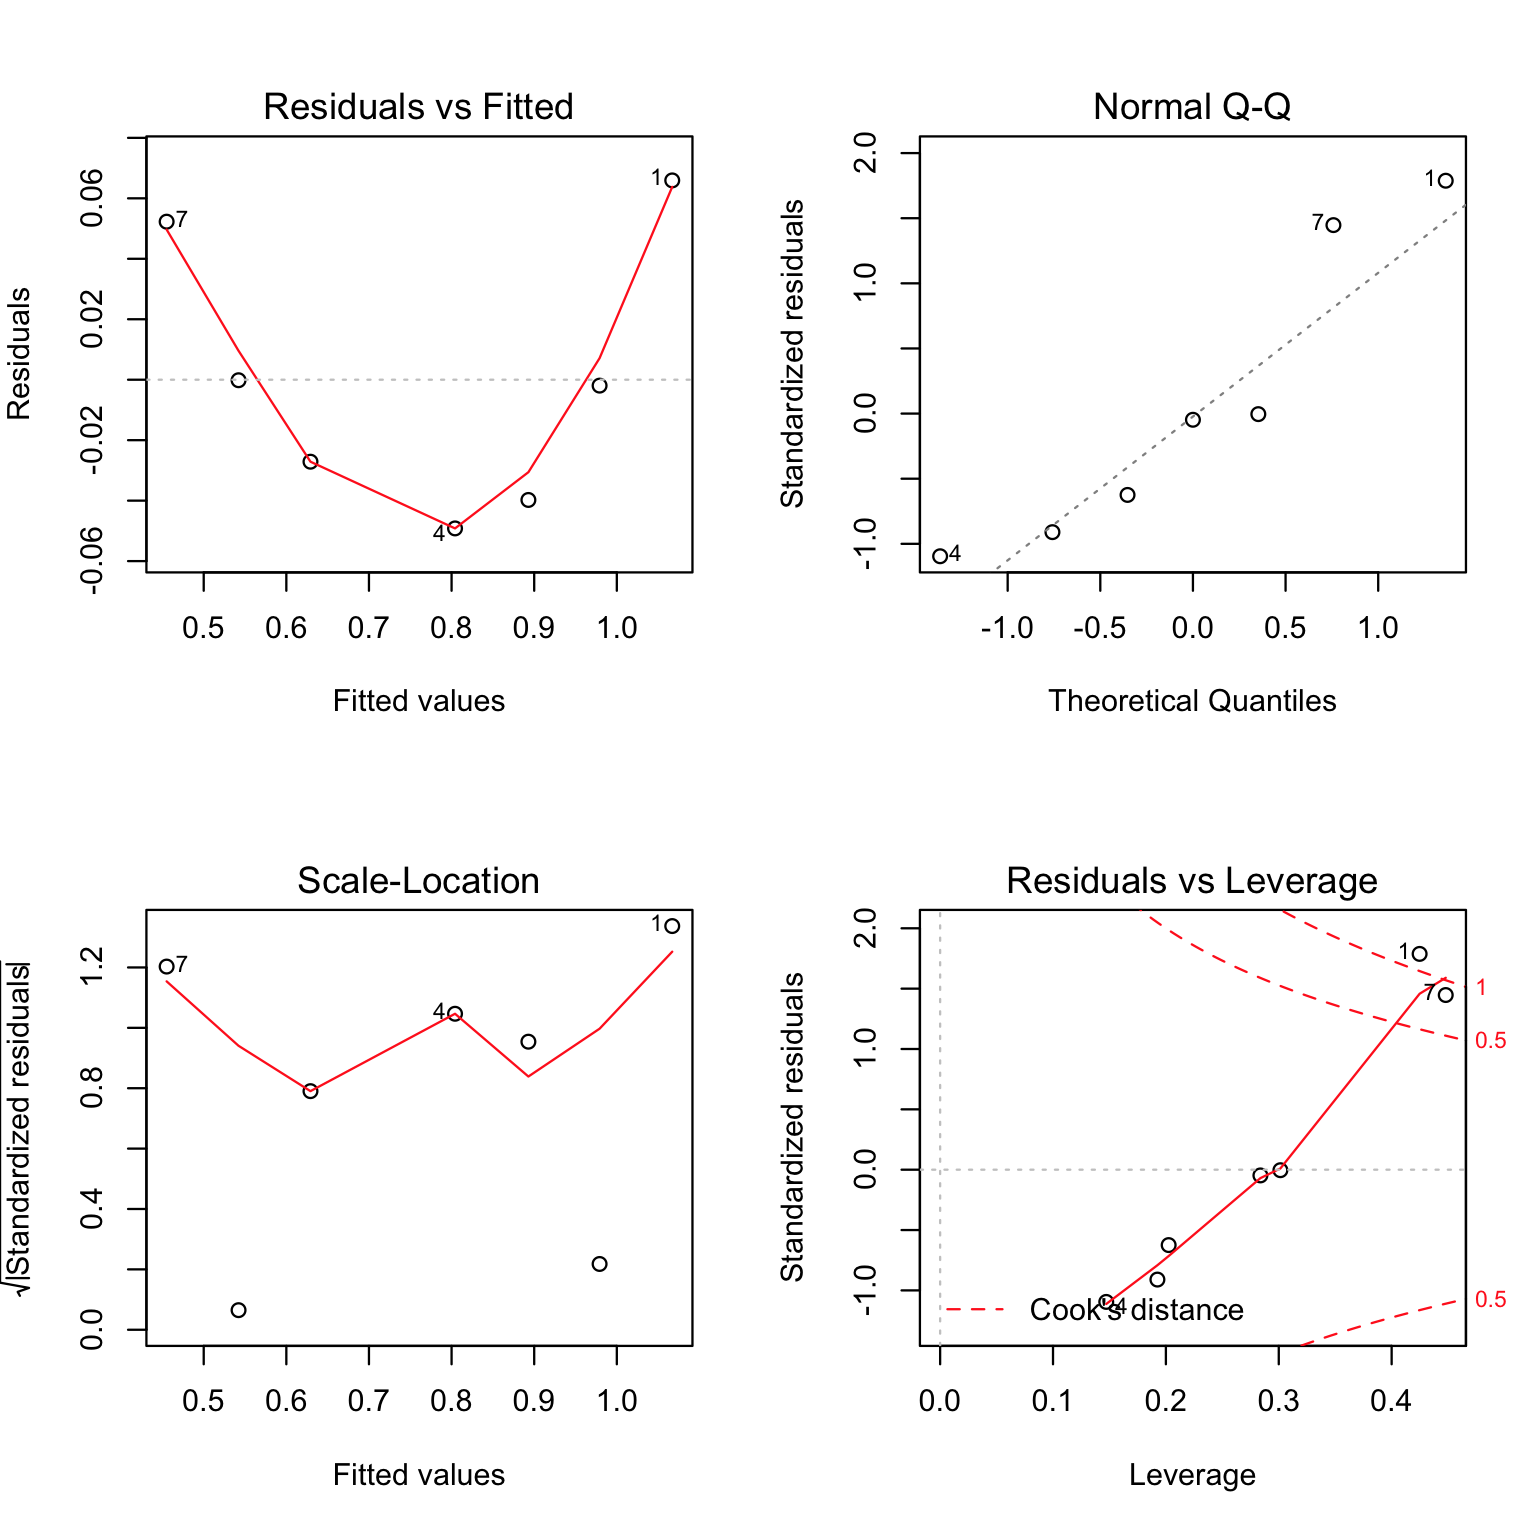 Residuals vs Fitted
Residuals
-0.06 -0.02 0.02 0.06
7
4
1
0.5 0.6 0.7 0.8 0.9 1.0
Fitted values
Normal Q-Q
Standardized residuals
-1.0 0.0 1.0 2.0
4
7
1
-1.0 -0.5 0.0 0.5 1.0
Theoretical Quantiles
Scale-Location
√|Standardized residuals|
0.0 0.4 0.8 1.2
7
4
1
0.5 0.6 0.7 0.8 0.9 1.0
Fitted values
Residuals vs Leverage
Standardized residuals
-1.0 0.0 1.0 2.0
1
7
4
1
0.5
0.5
Cook's distance
0.0 0.1 0.2 0.3 0.4
Leverage